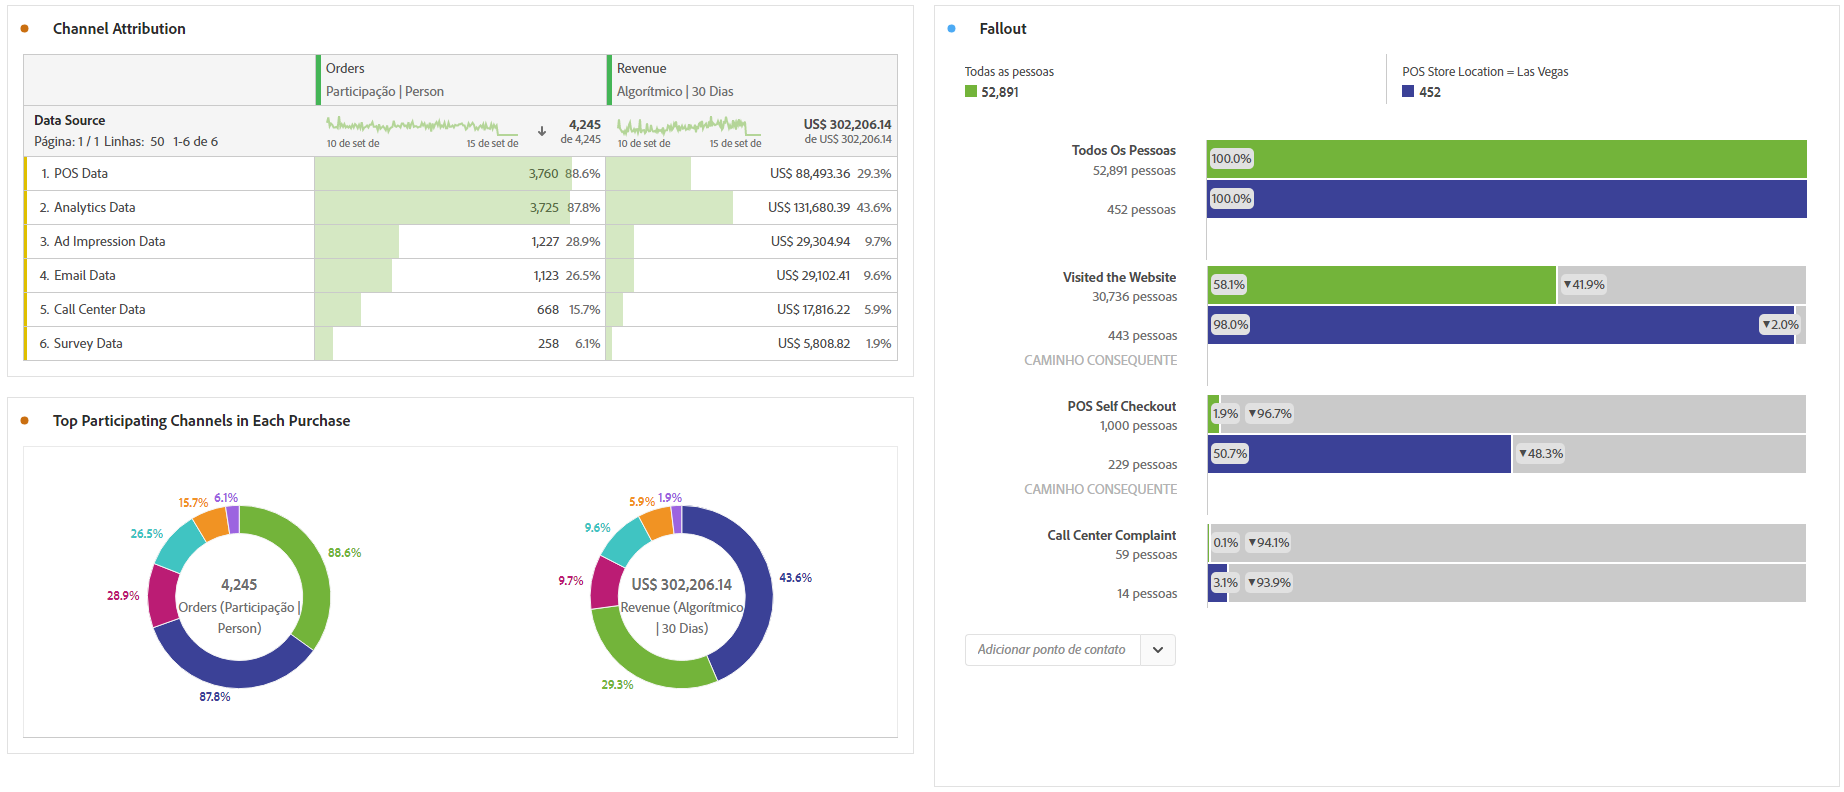 Channel Attribution
Orders
Participação | Person
Revenue
Algorítmico | 30 Dias
Data Source
Página: 1 / 1 Linhas: 50 1-6 de 6
10 de set de
15 de set de
4,245
de 4,245
10 de set de
15 de set de
US$ 302,206.14
de US$ 302,206.14
1. POS Data 3,760 88.6% US$ 88,493.36 29.3%
2. Analytics Data 3,725 87.8% US$ 131,680.39 43.6%
3. Ad Impression Data 1,227 28.9% US$ 29,304.94 9.7%
4. Email Data 1,123 26.5% US$ 29,102.41 9.6%
5. Call Center Data 668 15.7% US$ 17,816.22 5.9%
6. Survey Data 258 6.1% US$ 5,808.82 1.9%
Top Participating Channels in Each Purchase
6.1%
15.7%
26.5%
88.6%
28.9%
87.8%
4,245
Orders (Participação |
Person)
1.9%
5.9%
9.6%
43.6%
9.7%
29.3%
US$ 302,206.14
Revenue (Algorítmico
| 30 Dias)
Fallout
Todas as pessoas
52,891
POS Store Location = Las Vegas
452
Todos Os Pessoas
52,891 pessoas
100.0%
452 pessoas
100.0%
Visited the Website
30,736 pessoas
58.1% ▼41.9%
443 pessoas
98.0% ▼2.0%
CAMINHO CONSEQUENTE
POS Self Checkout
1,000 pessoas
1.9% ▼96.7%
229 pessoas
50.7% ▼48.3%
CAMINHO CONSEQUENTE
Call Center Complaint
59 pessoas
0.1% ▼94.1%
14 pessoas
3.1% ▼93.9%
Adicionar ponto de contato